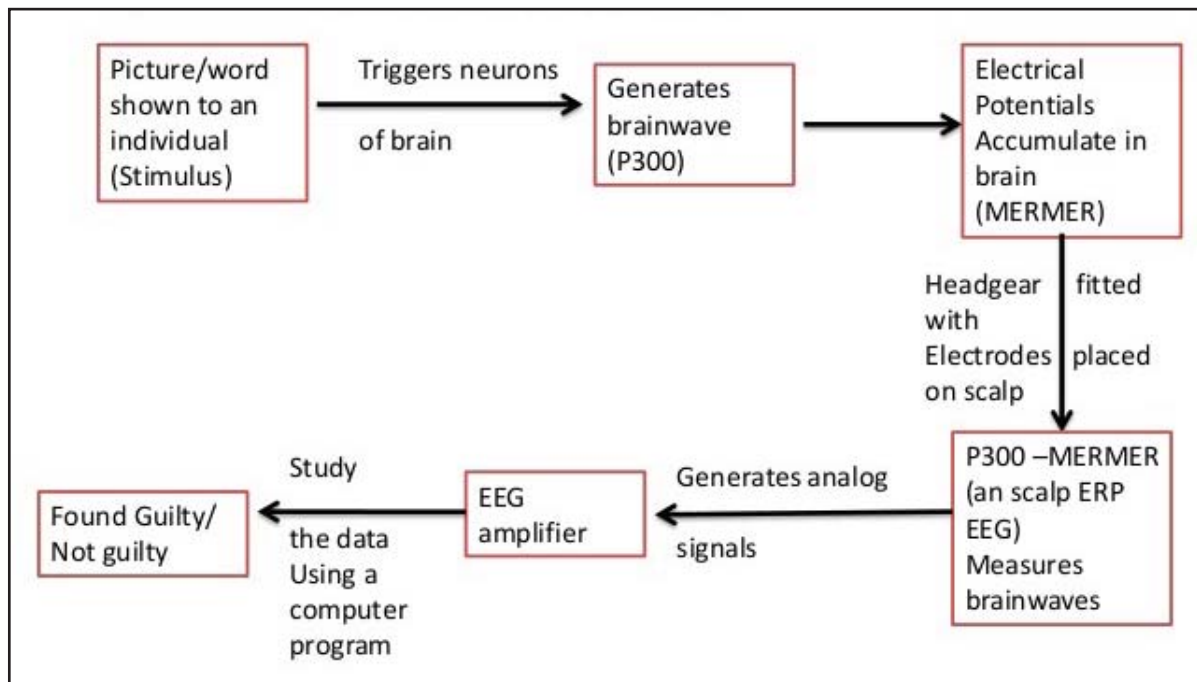 Picture/word
shown to an
individual
(Stimulus)
Triggers neurons
of brain
Generates
brainwave
(P300)
Electrical
Potentials
Accumulate in
brain
(MERMER)
Headgear fitted
with
Electrodes placed
on scalp
P300 –MERMER
(an scalp ERP
EEG)
Measures
brainwaves
Generates analog
signals
EEG
amplifier
Study
the data
Using a
computer
program
Found Guilty/
Not guilty